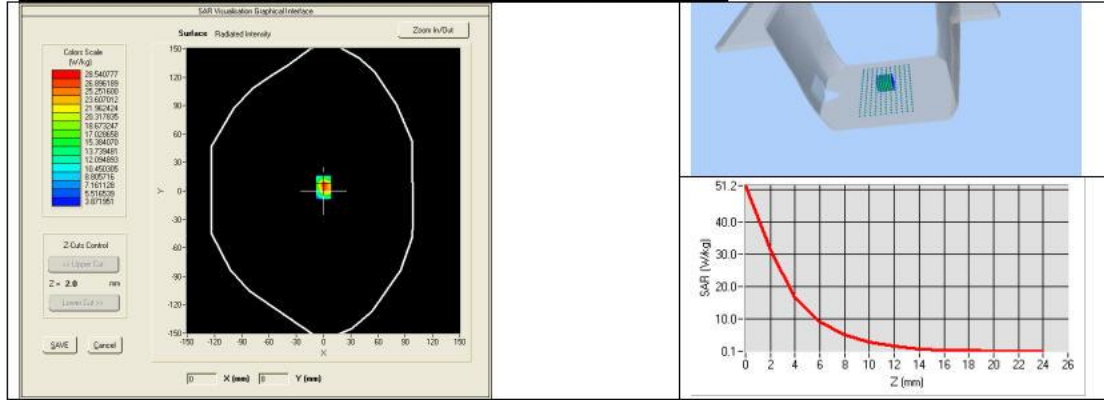 SAR Visualisation Graphical Interface
Surface Radiated Intensity
Zoom In/Out
Colors Scale
(W/kg)
28.540777
26.896189
25.251600
23.607012
21.962424
20.317835
18.673247
17.028658
15.384070
13.739481
12.094893
10.450305
8.805716
7.161128
5.516539
3.871951
Z-Cuts Control
<< Upper Cut
Z = 2.0 mm
Lower Cut >>
SAVE Cancel
150-
120-
90-
60-
30-
0-
-30-
-60-
-90-
-120-
-150-
Y
-150 -120 -90 -60 -30 0 30 60 90 120 150
X
0 X (mm) 0 Y (mm)
51.2-
40.0-
30.0-
20.0-
10.0-
0.1-
SAR (W/kg)
0 2 4 6 8 10 12 14 16 18 20 22 24 26
Z (mm)